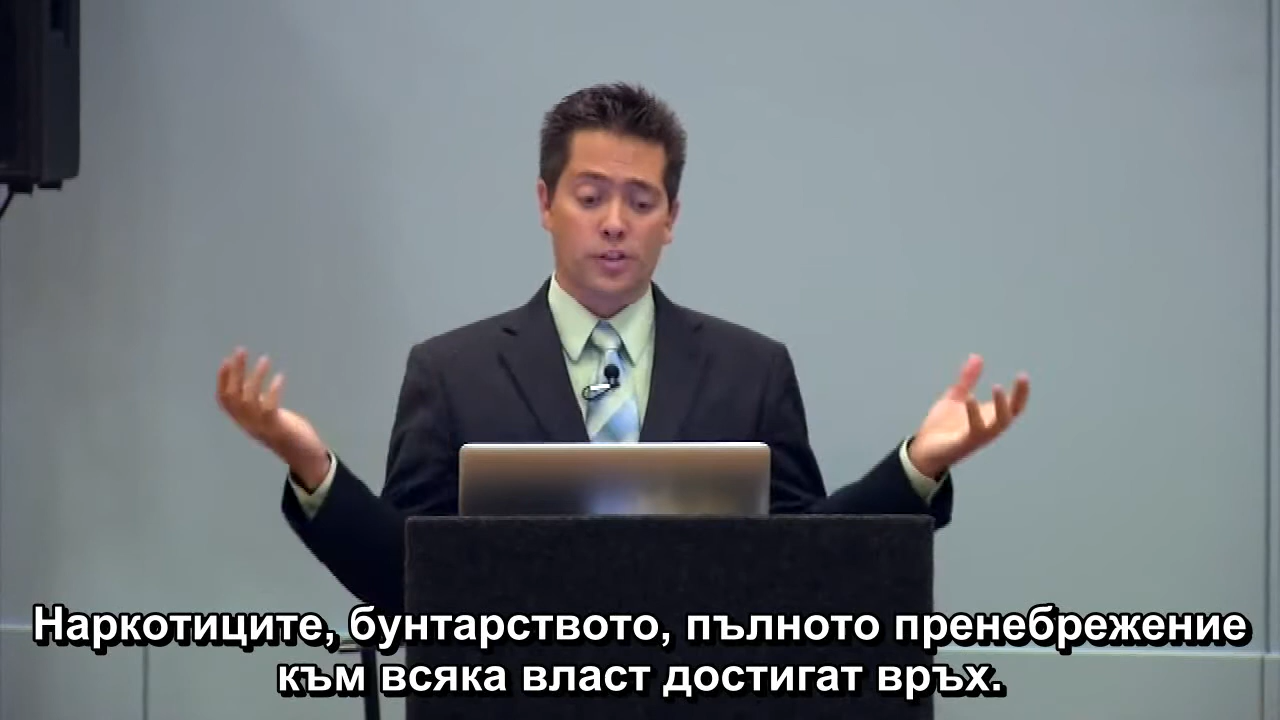 Наркотиците, бунтарството, пълното пренебрежение
към всяка власт достигат връх.